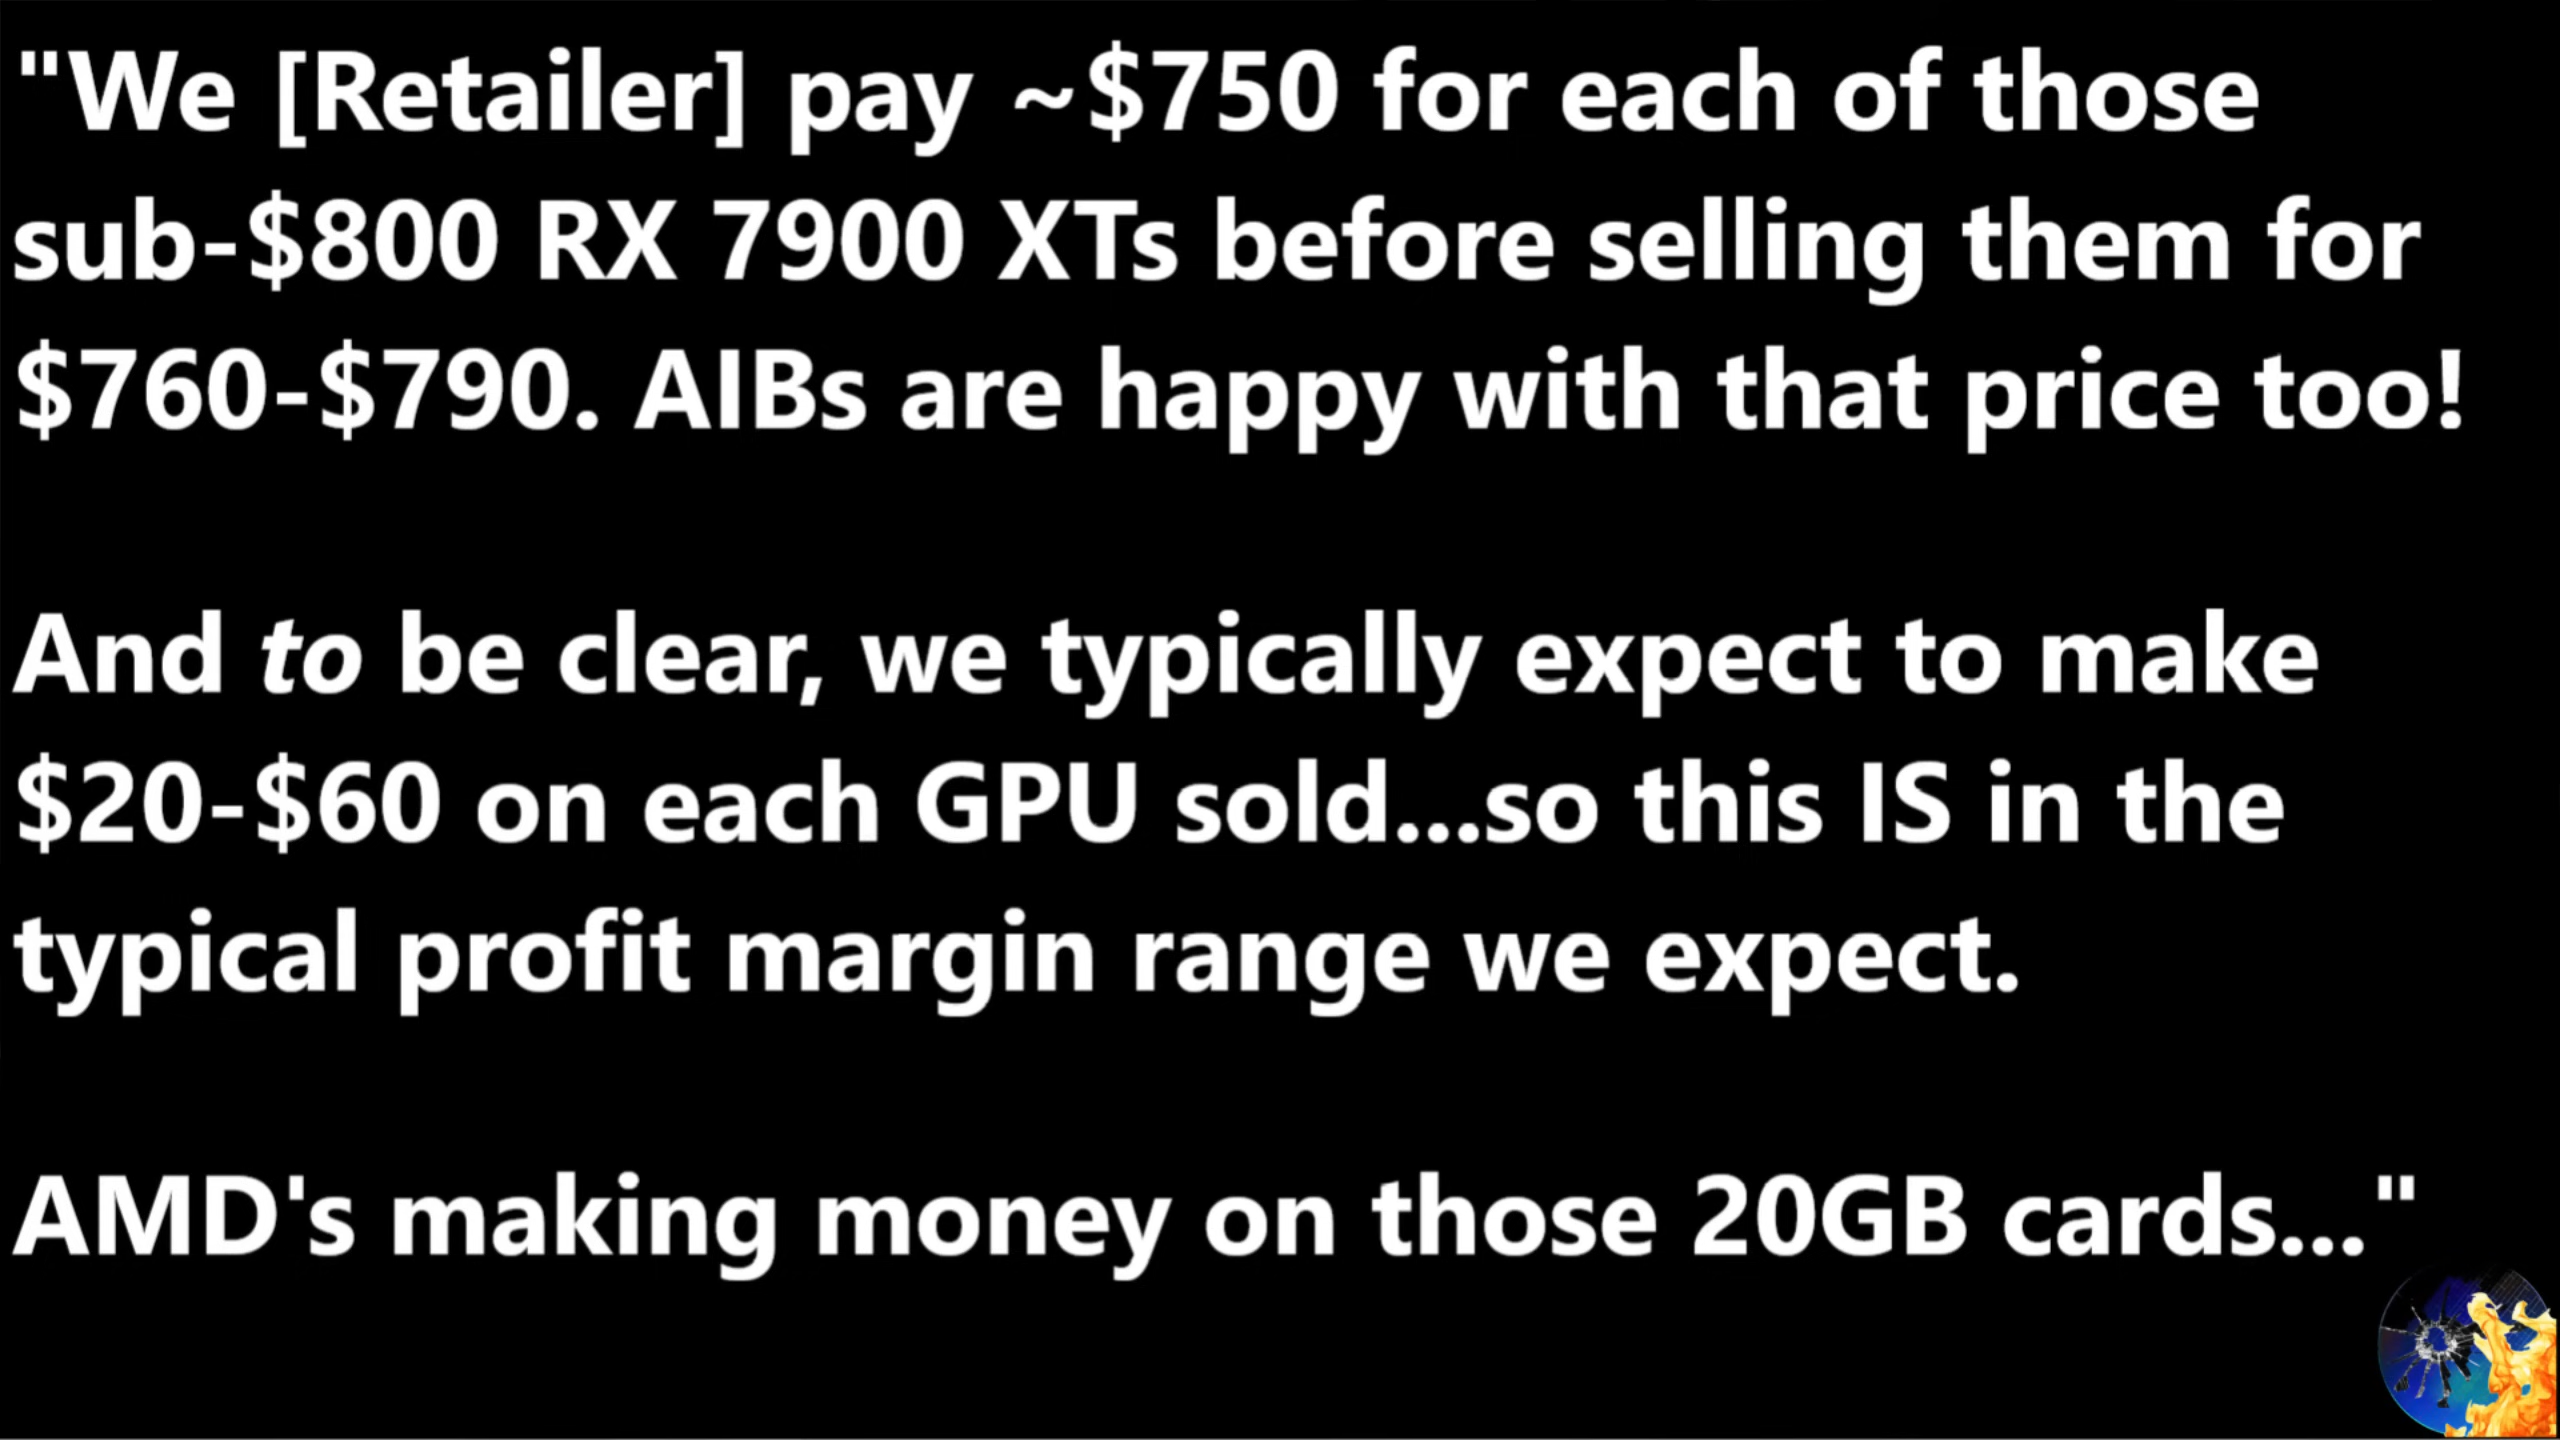 "We [Retailer] pay ~$750 for each of those
sub-$800 RX 7900 XTs before selling them for
$760-$790. AIBs are happy with that price too!
And to be clear, we typically expect to make
$20-$60 on each GPU sold...so this IS in the
typical profit margin range we expect.
AMD's making money on those 20GB cards..."